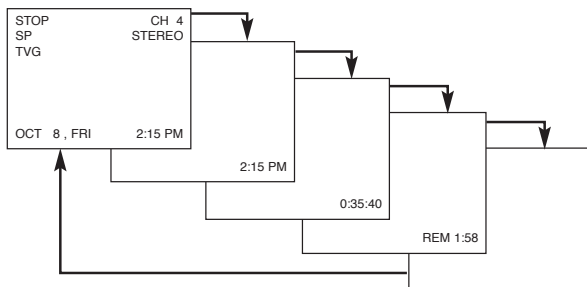 STOP CH 4
SP STEREO
TVG
OCT 8 , FRI 2:15 PM
2:15 PM
0:35:40
REM 1:58